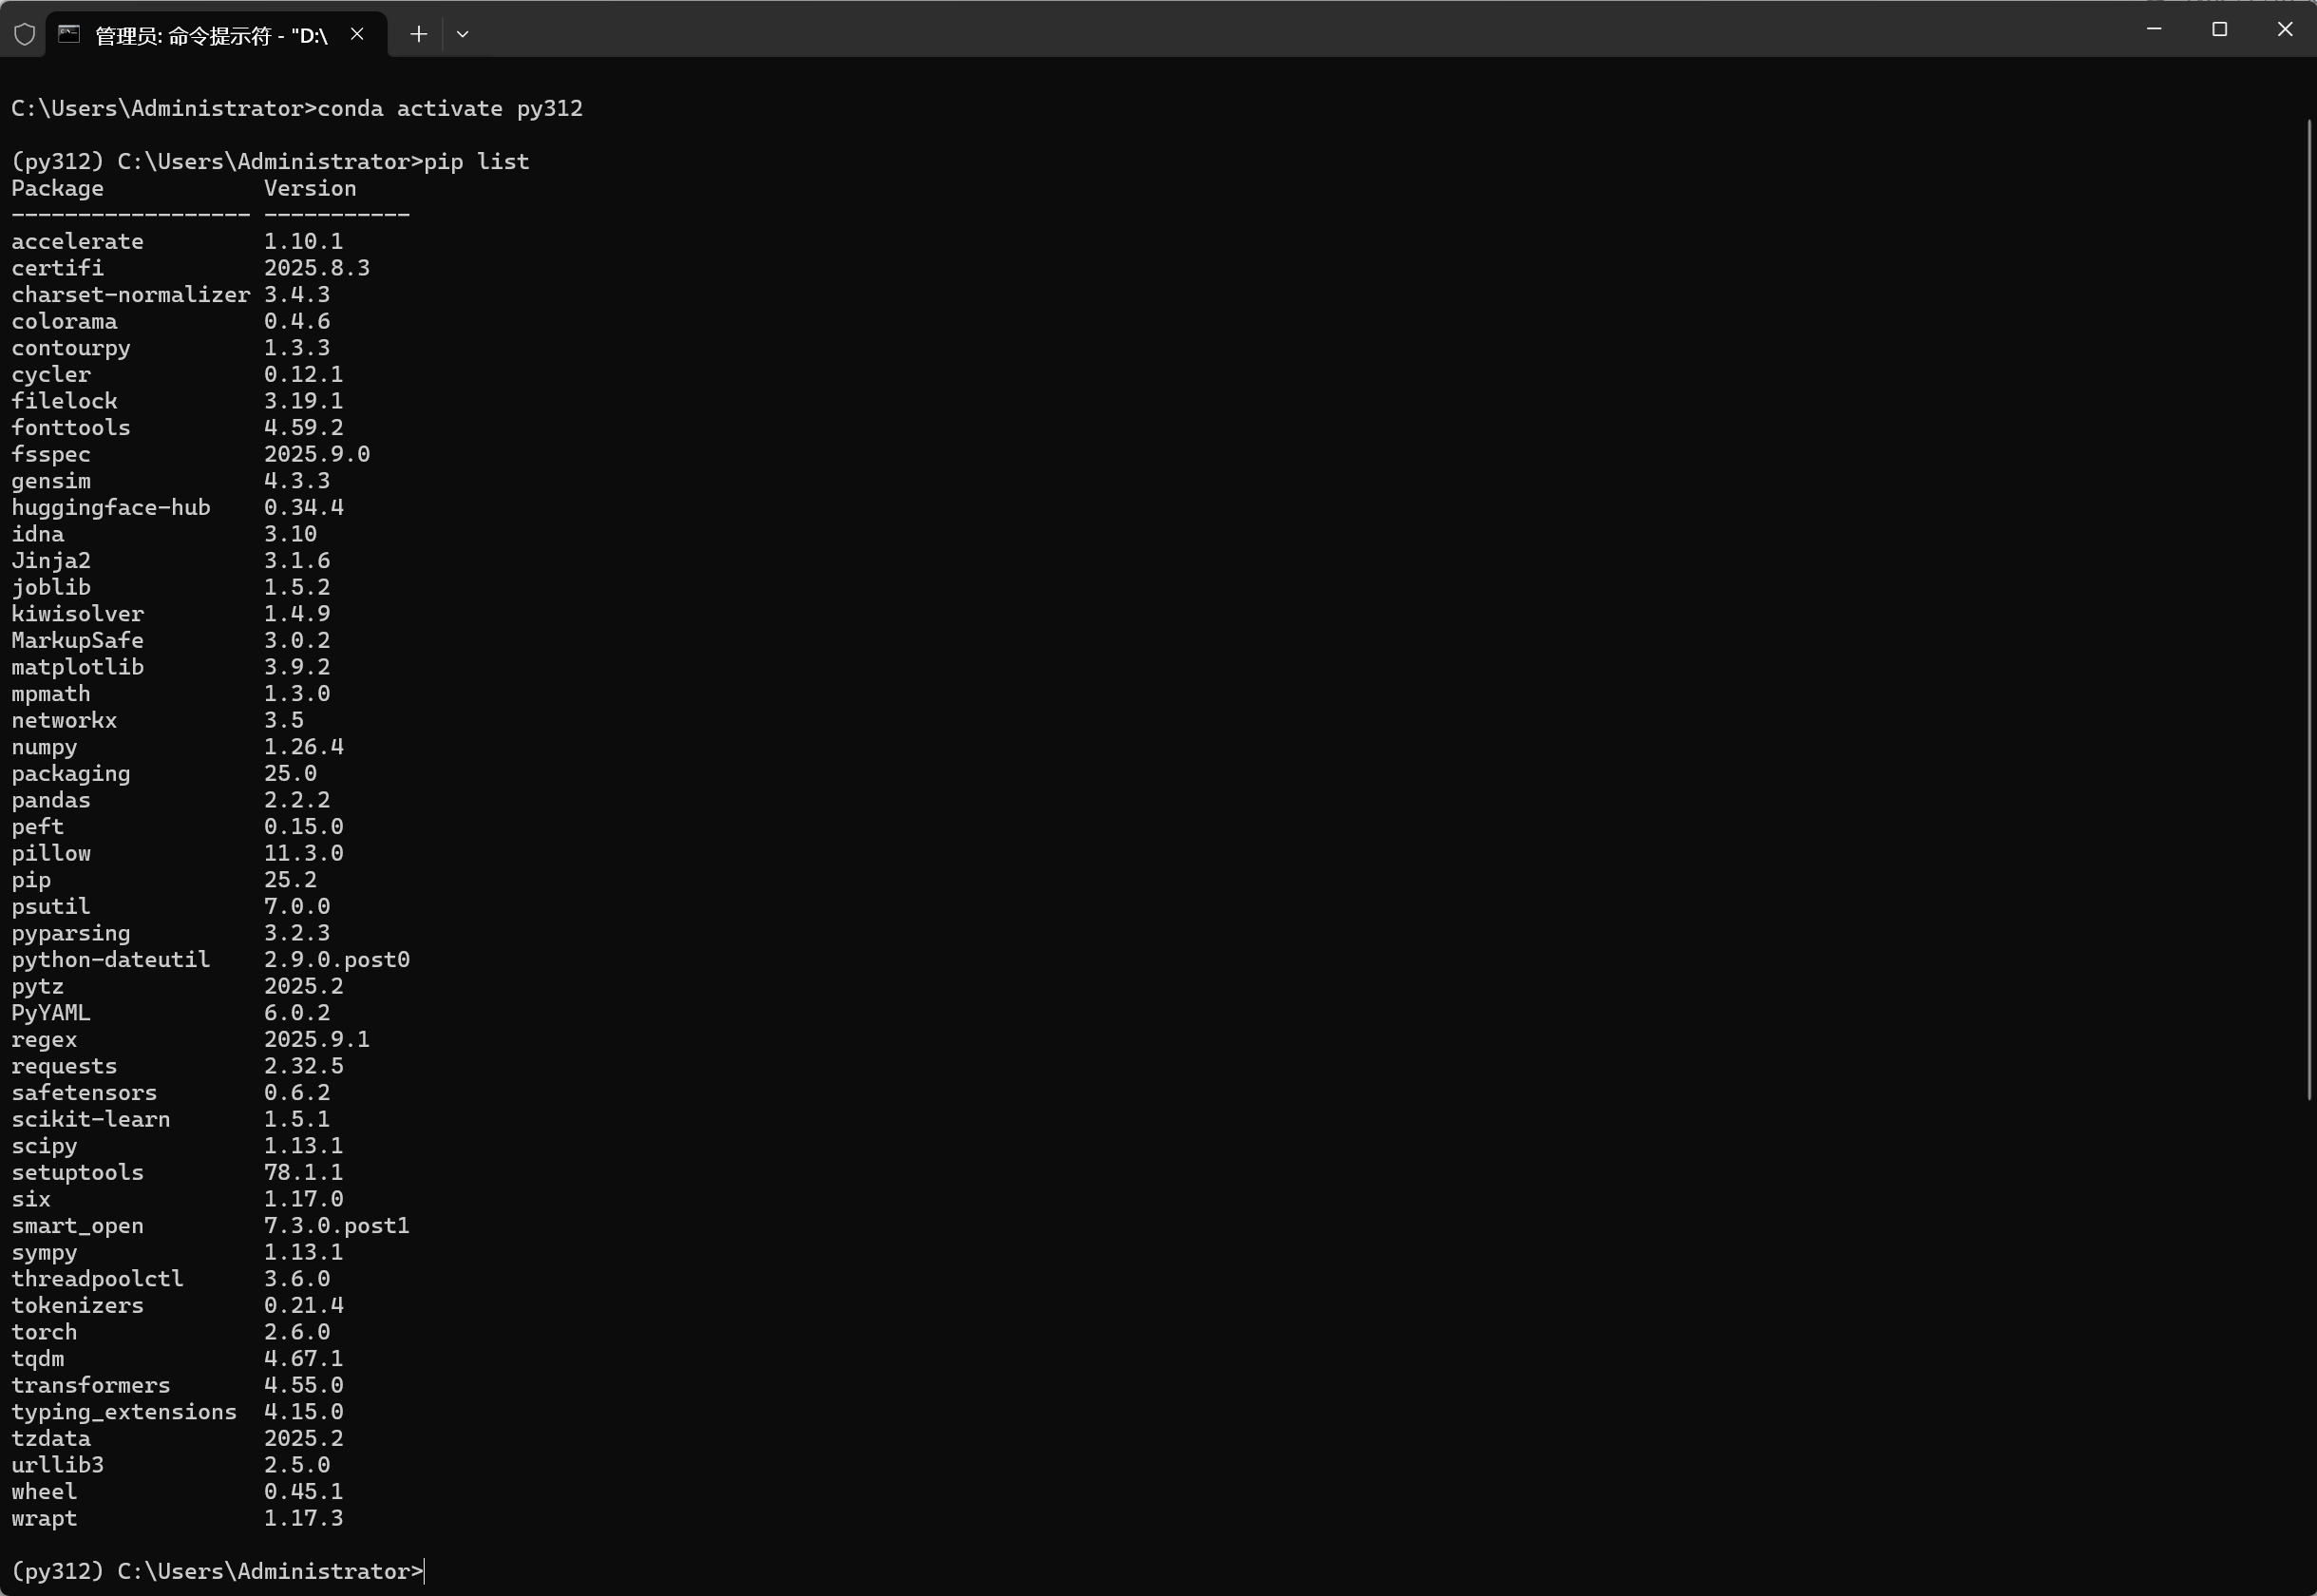 管理员: 命令提示符 - "D:\
C:\Users\Administrator>conda activate py312
(py312) C:\Users\Administrator>pip list
Package            Version
------------------ -----------
accelerate         1.10.1
certifi            2025.8.3
charset-normalizer 3.4.3
colorama           0.4.6
contourpy          1.3.3
cycler             0.12.1
filelock           3.19.1
fonttools          4.59.2
fsspec             2025.9.0
gensim             4.3.3
huggingface-hub    0.34.4
idna               3.10
Jinja2             3.1.6
joblib             1.5.2
kiwisolver         1.4.9
MarkupSafe         3.0.2
matplotlib         3.9.2
mpmath             1.3.0
networkx           3.5
numpy              1.26.4
packaging          25.0
pandas             2.2.2
peft               0.15.0
pillow             11.3.0
pip                25.2
psutil             7.0.0
pyparsing          3.2.3
python-dateutil    2.9.0.post0
pytz               2025.2
PyYAML             6.0.2
regex              2025.9.1
requests           2.32.5
safetensors        0.6.2
scikit-learn       1.5.1
scipy              1.13.1
setuptools         78.1.1
six                1.17.0
smart_open         7.3.0.post1
sympy              1.13.1
threadpoolctl      3.6.0
tokenizers         0.21.4
torch              2.6.0
tqdm               4.67.1
transformers       4.55.0
typing_extensions  4.15.0
tzdata             2025.2
urllib3            2.5.0
wheel              0.45.1
wrapt              1.17.3
(py312) C:\Users\Administrator>